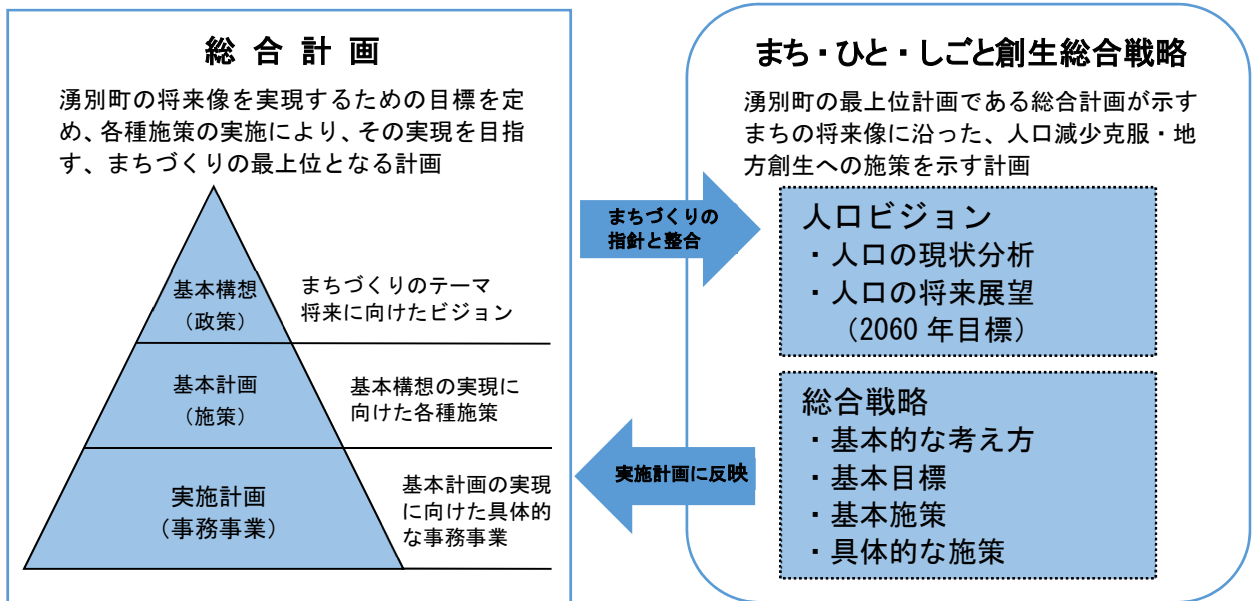 総合計画
湧別町の将来像を実現するための目標を定
め、各種施策の実施により、その実現を目指
す、まちづくりの最上位となる計画
基本構想
（政策）
まちづくりのテーマ
将来に向けたビジョン
基本計画
（施策）
基本構想の実現に
向けた各種施策
実施計画
（事務事業）
基本計画の実現
に向けた具体的
な事務事業
まちづくりの
指針と整合
実施計画に反映
まち・ひと・しごと創生総合戦略
湧別町の最上位計画である総合計画が示す
まちの将来像に沿った、人口減少克服・地
方創生への施策を示す計画
人口ビジョン
・人口の現状分析
・人口の将来展望
（2060年目標）
総合戦略
・基本的な考え方
・基本目標
・基本施策
・具体的な施策